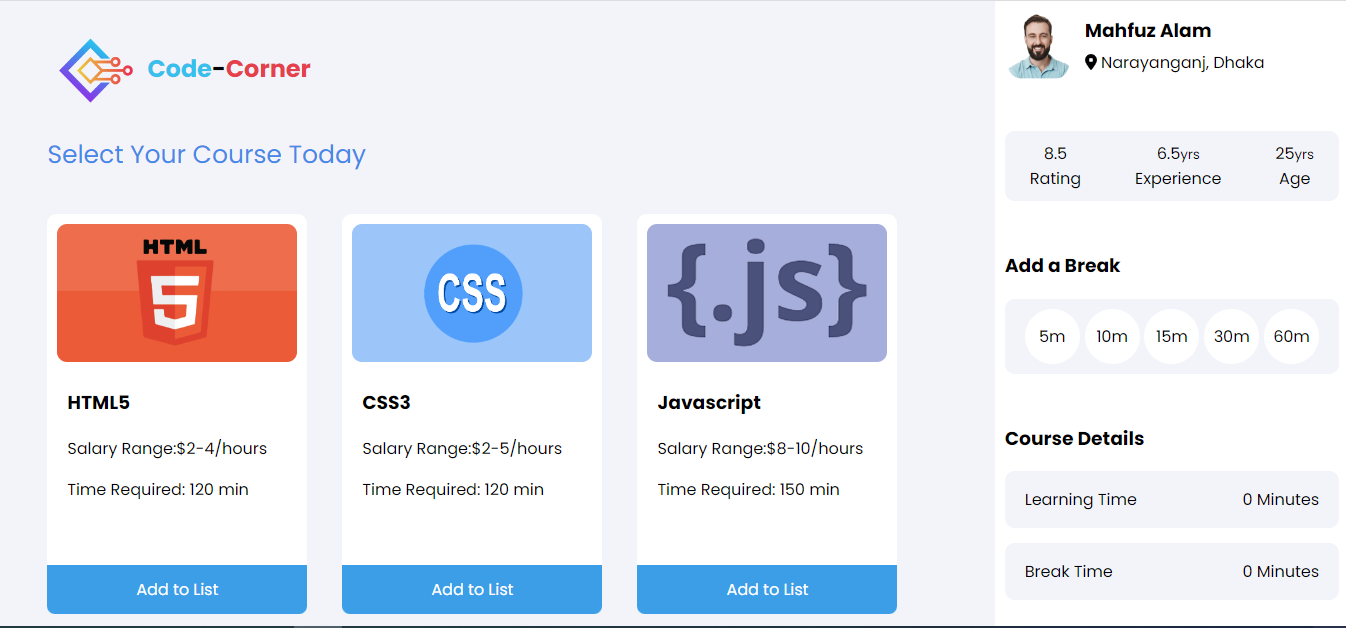 Code-Corner
Select Your Course Today
HTML
5
HTML5
Salary Range:$2-4/hours
Time Required: 120 min
Add to List
CSS
CSS3
Salary Range:$2-5/hours
Time Required: 120 min
Add to List
{.js}
Javascript
Salary Range:$8-10/hours
Time Required: 150 min
Add to List
Mahfuz Alam
Narayanganj, Dhaka
8.5 6.5yrs 25yrs
Rating Experience Age
Add a Break
5m 10m 15m 30m 60m
Course Details
Learning Time 0 Minutes
Break Time 0 Minutes